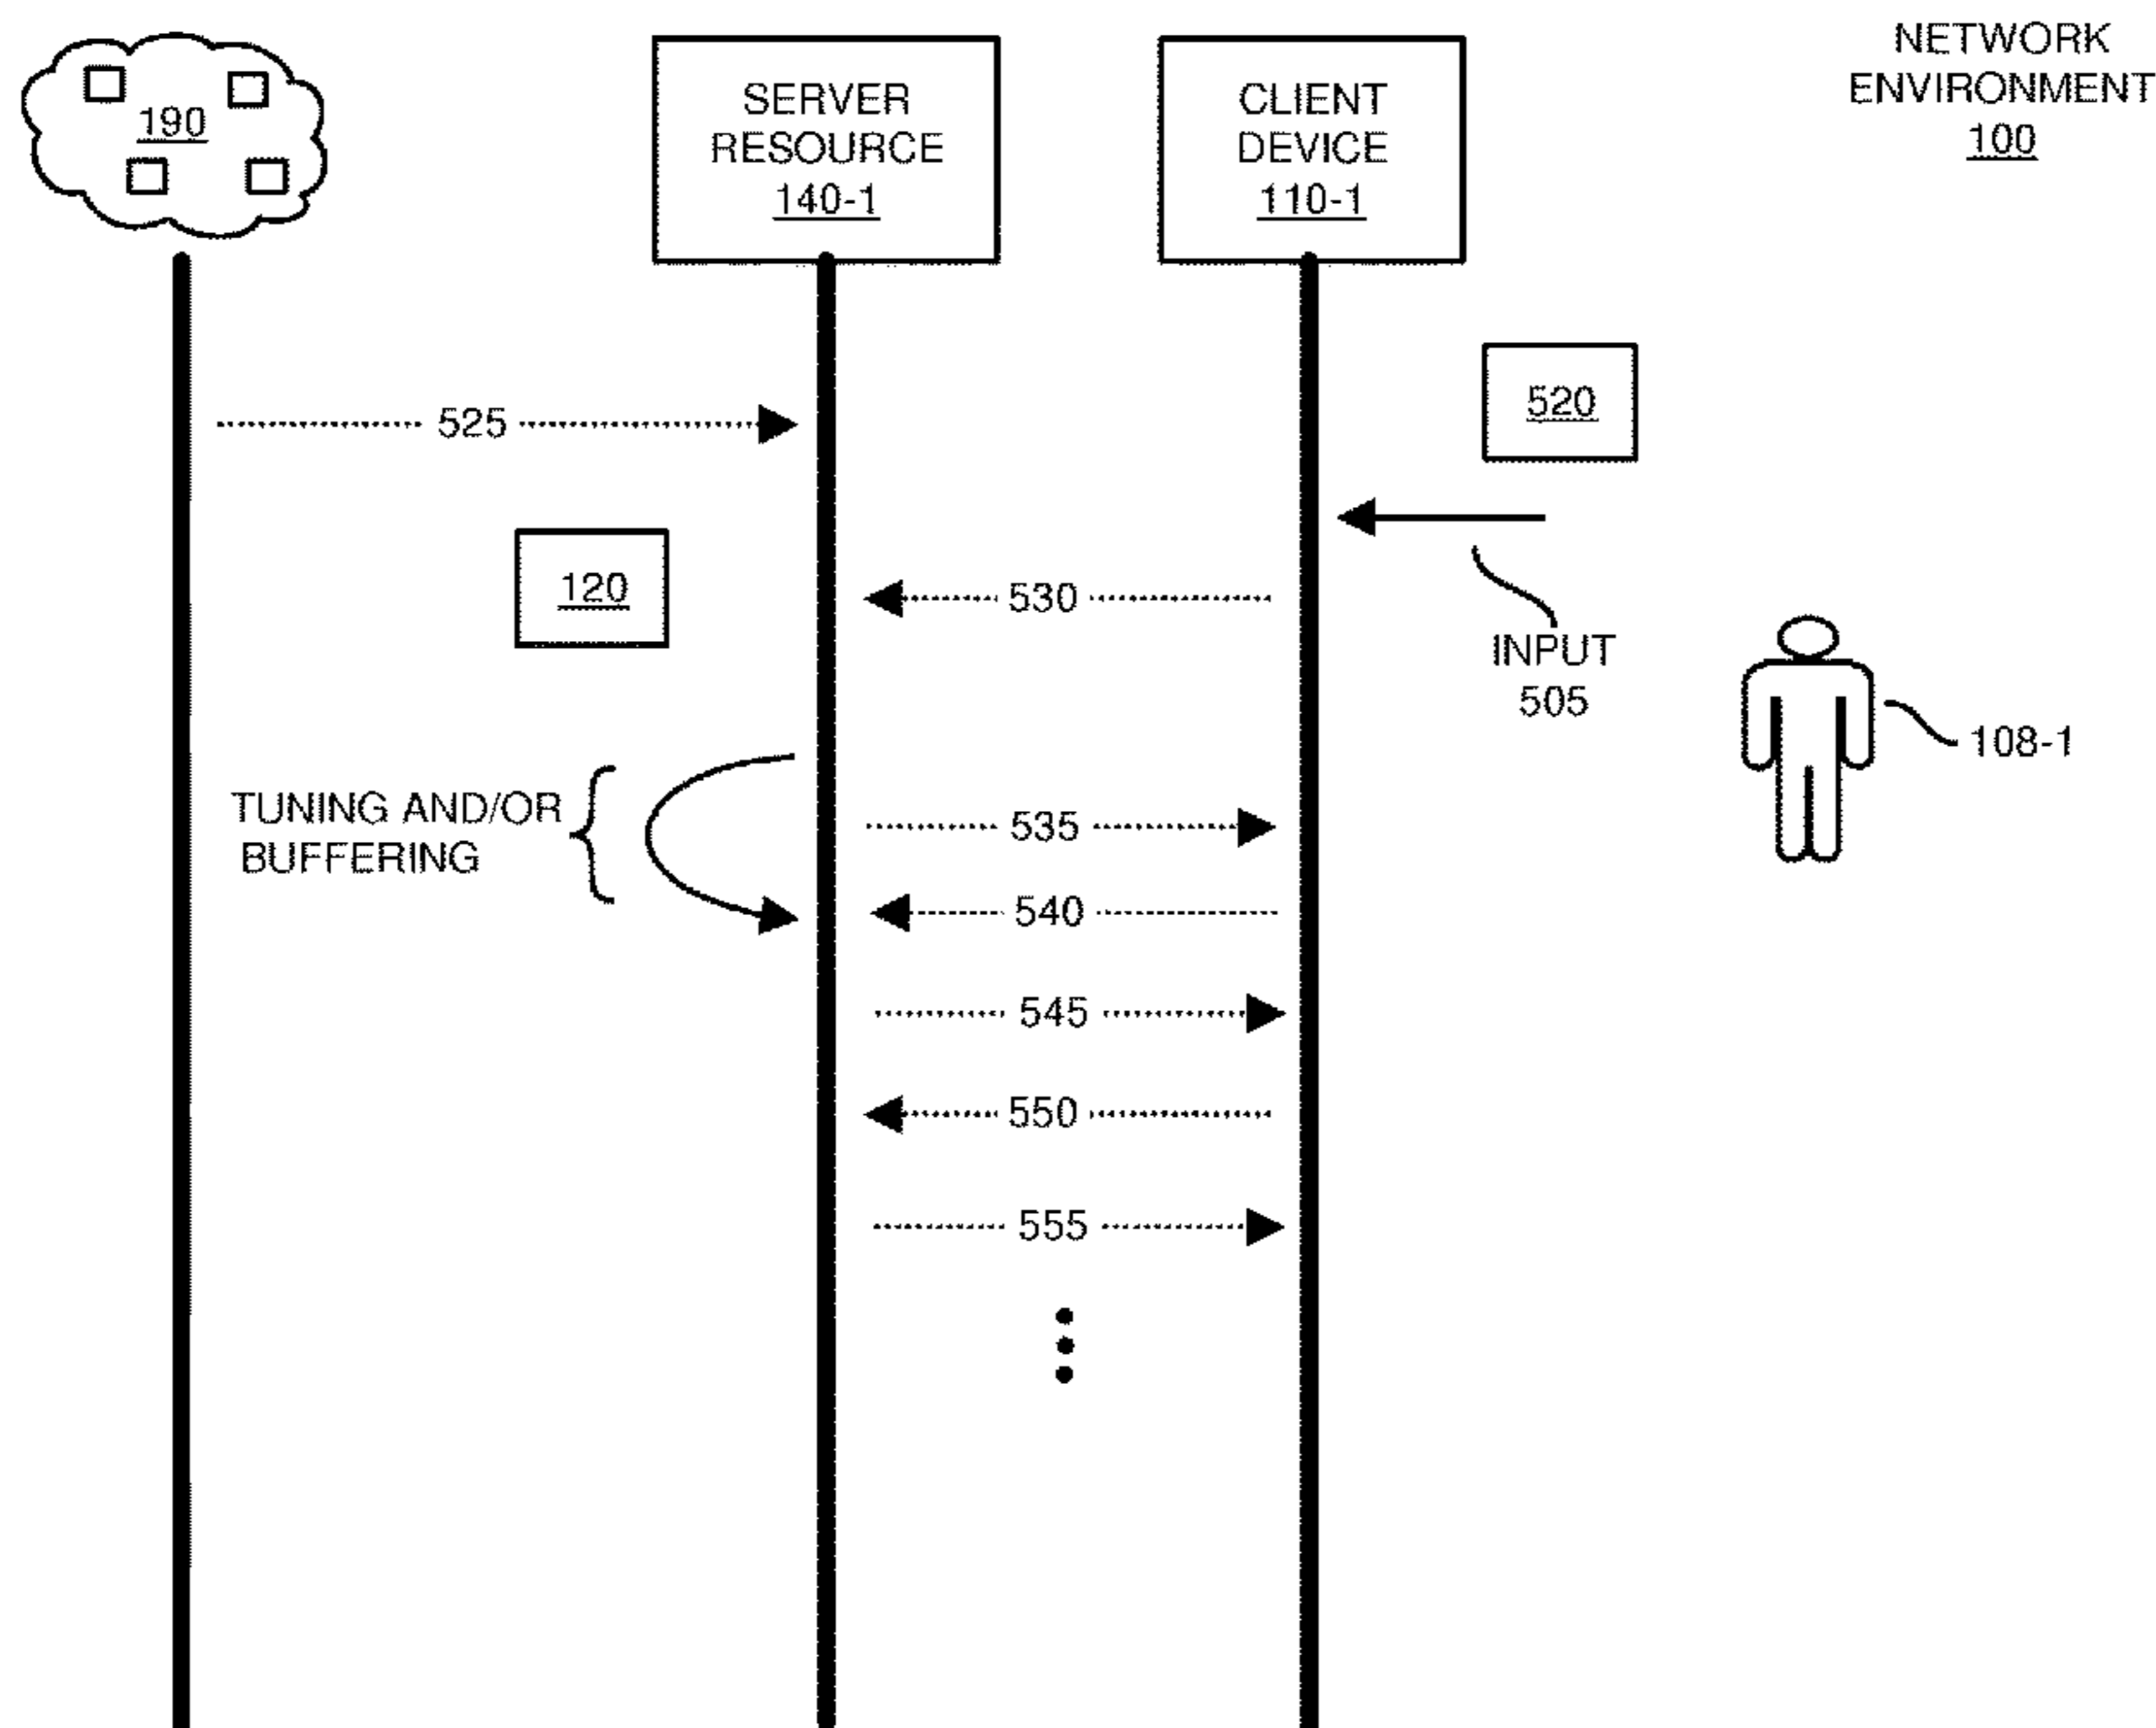 NETWORK
ENVIRONMENT
100
190
SERVER
RESOURCE
140-1
CLIENT
DEVICE
110-1
520
525
120
530
INPUT
505
108-1
TUNING AND/OR
BUFFERING
535
540
545
550
555